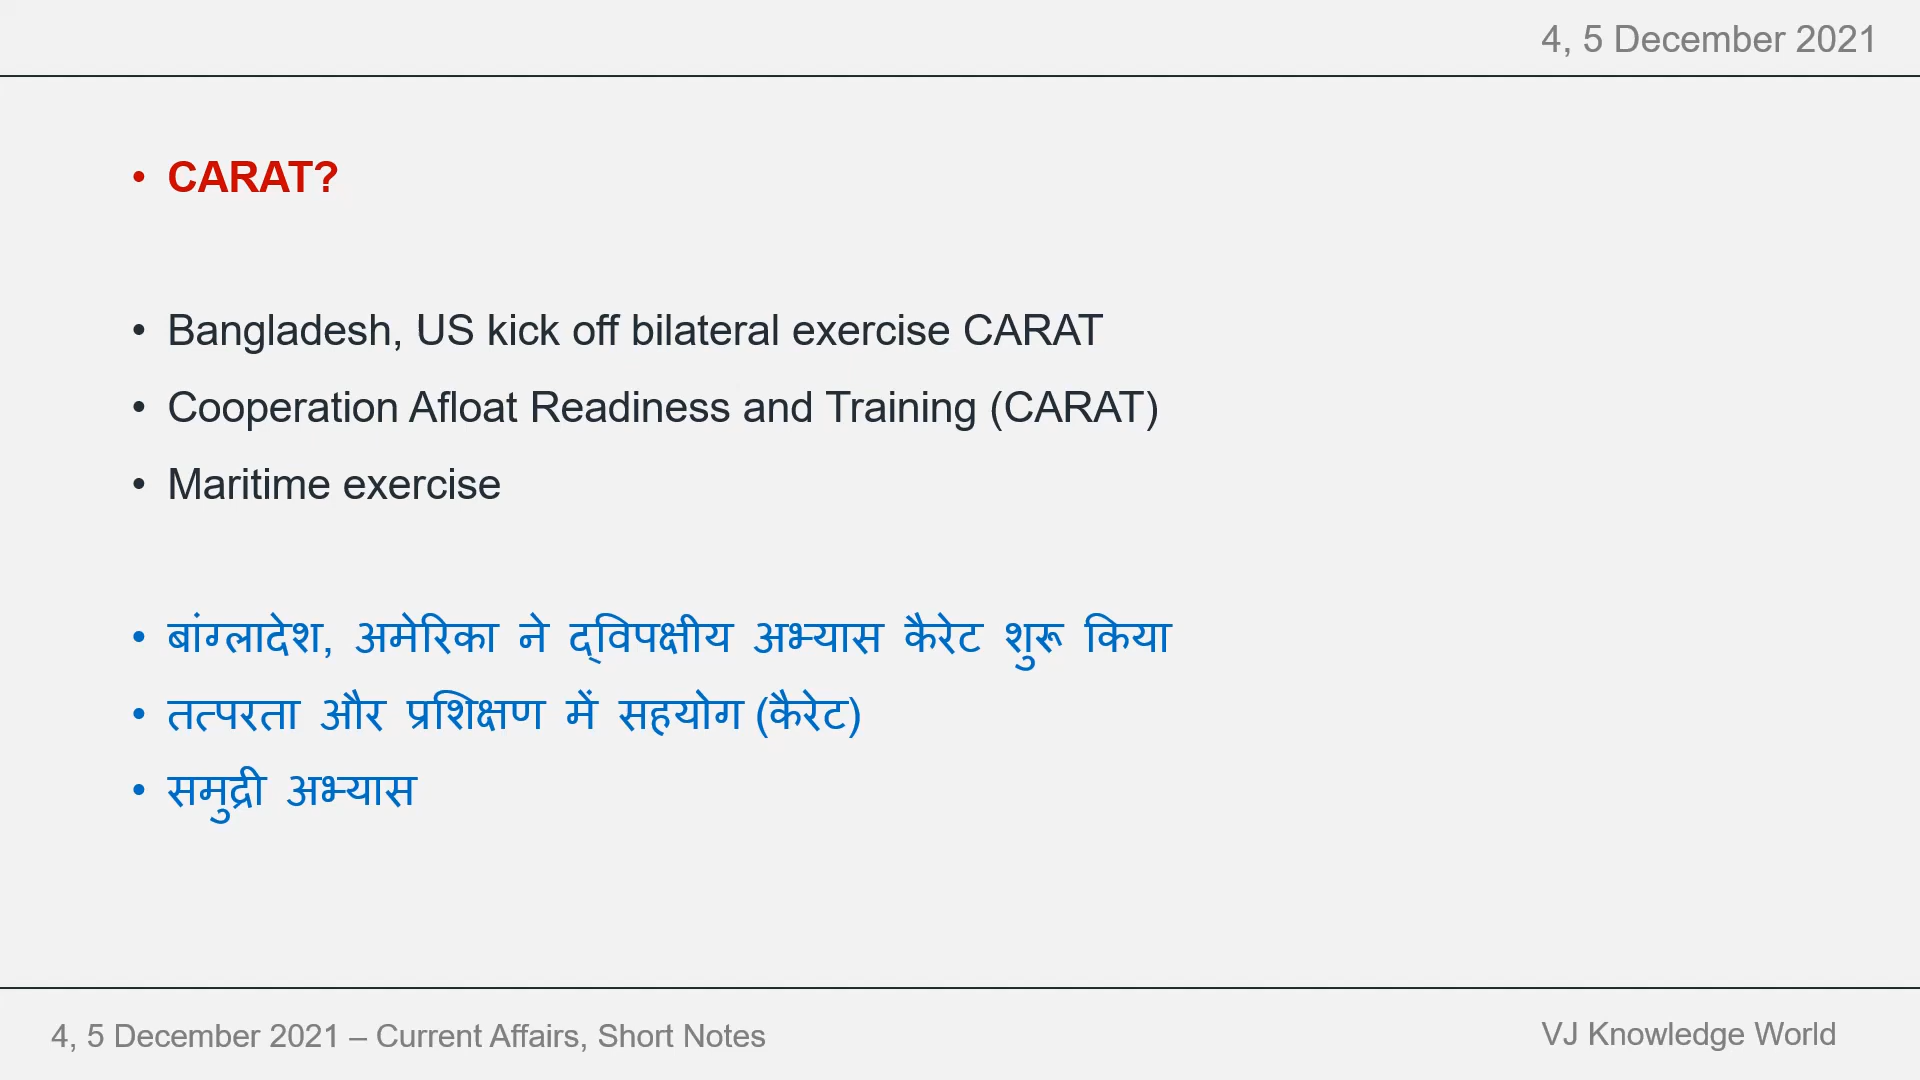 4, 5 December 2021
• CARAT?
• Bangladesh, US kick off bilateral exercise CARAT
• Cooperation Afloat Readiness and Training (CARAT)
• Maritime exercise
• बांग्लादेश, अमेरिका ने द्विपक्षीय अभ्यास कैरेट शुरू किया
• तत्परता और प्रशिक्षण में सहयोग (कैरेट)
• समुद्री अभ्यास
4, 5 December 2021 – Current Affairs, Short Notes
VJ Knowledge World